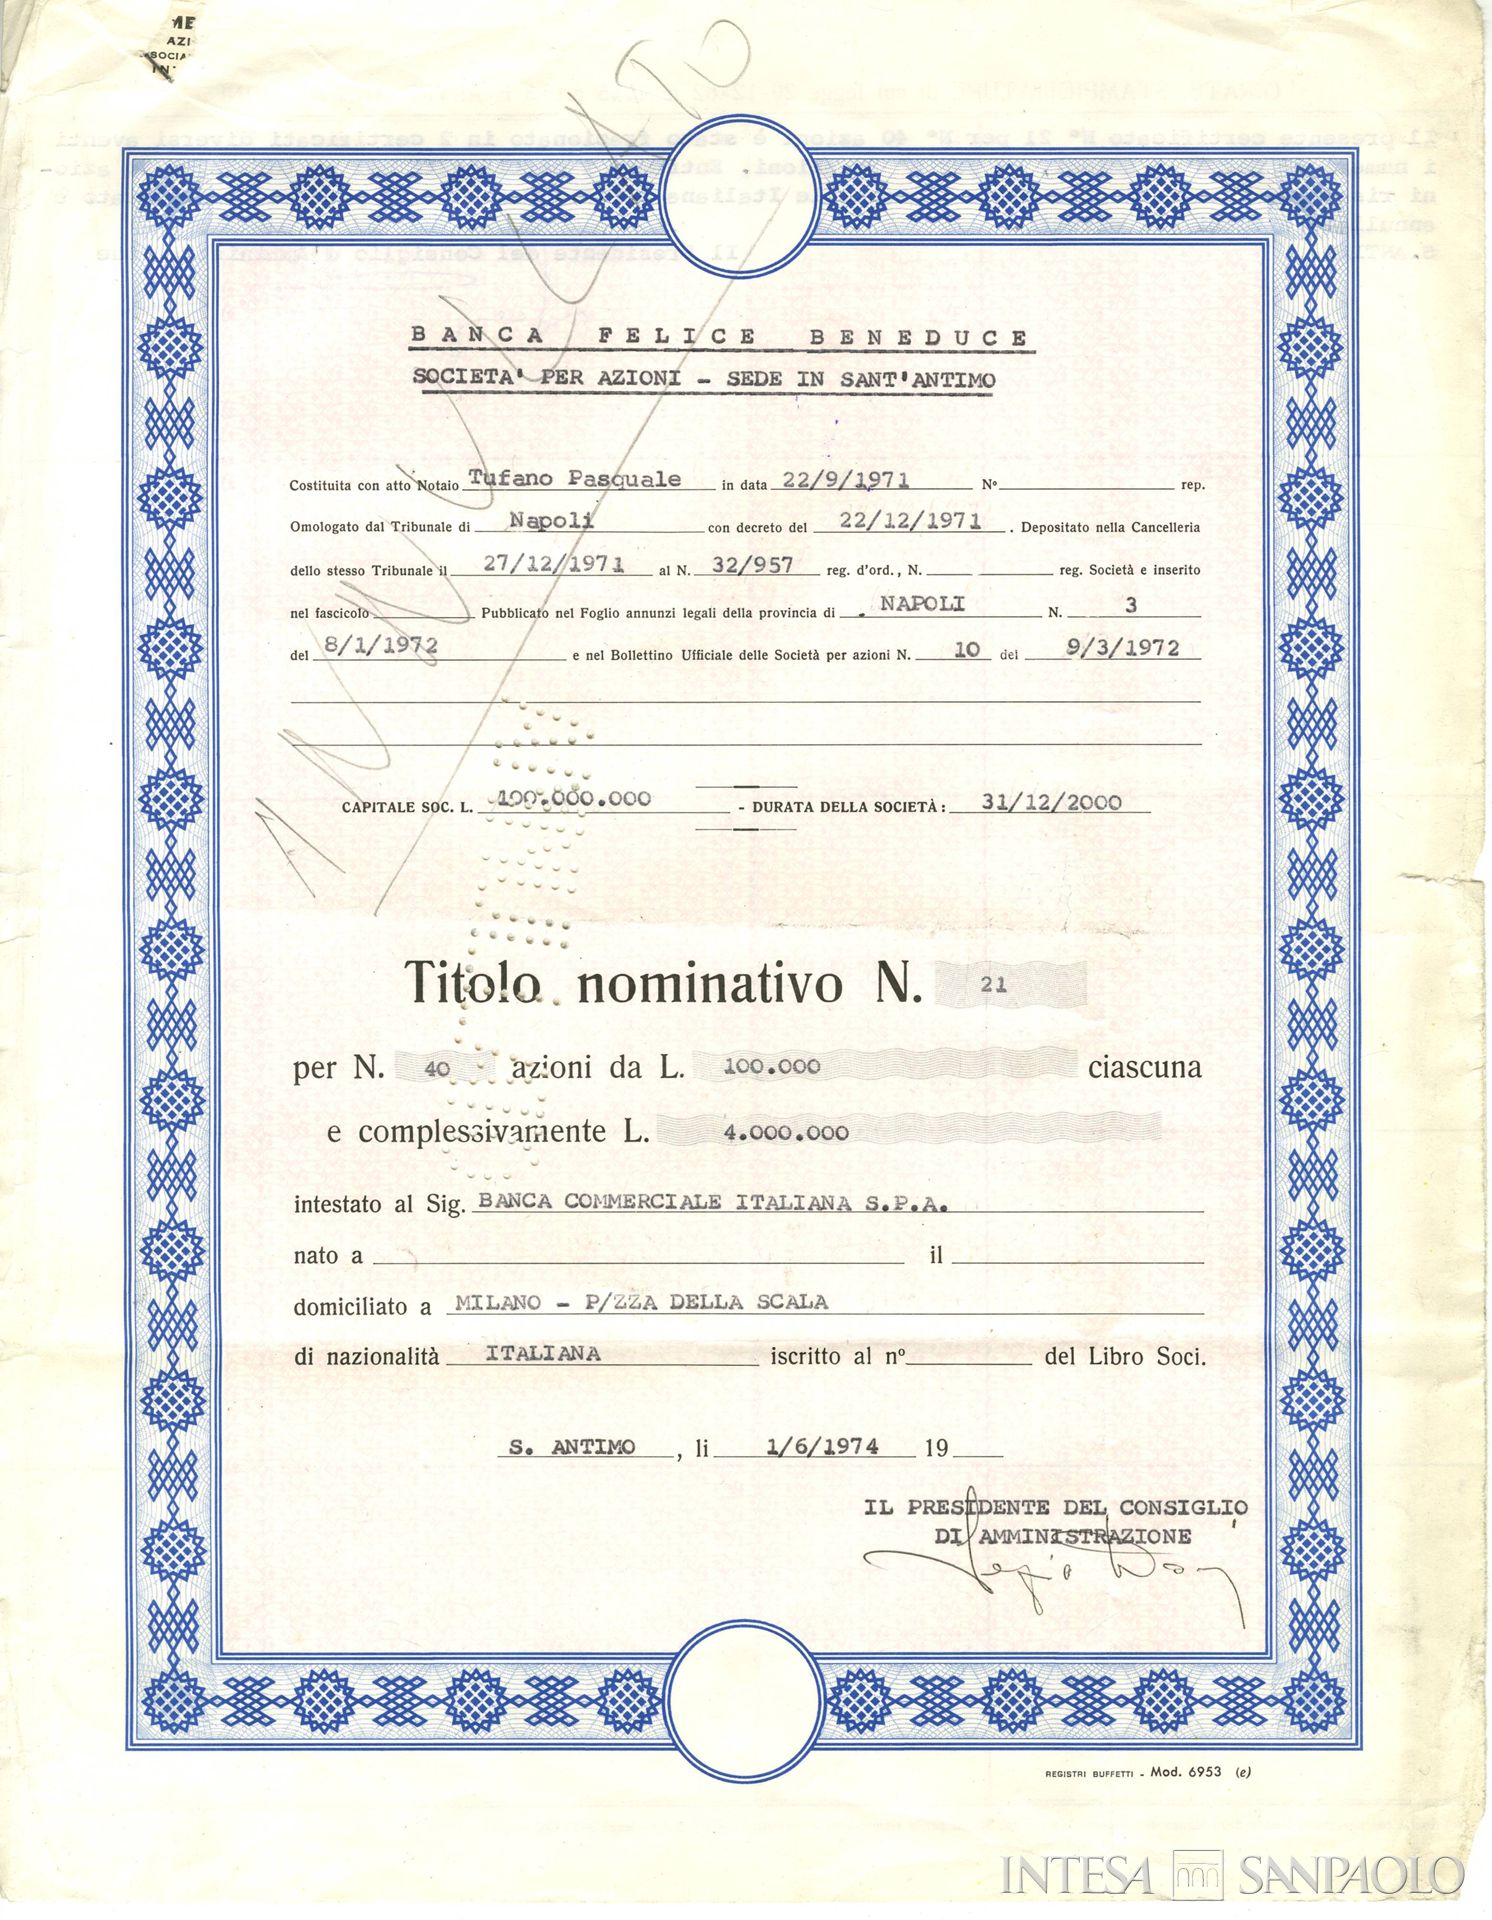 ME
AZI
SOCIA
INT
ANNULLATO
BANCA FELICE BENEDUCE
SOCIETA' PER AZIONI - SEDE IN SANT'ANTIMO
Costituita con atto Notaio Tufano Pasquale in data 22/9/1971 Nº rep.
Omologato dal Tribunale di Napoli con decreto del 22/12/1971 . Depositato nella Cancelleria
dello stesso Tribunale il 27/12/1971 al N. 32/957 reg. d'ord., N. reg. Società e inserito
nel fascicolo Pubblicato nel Foglio annunzi legali della provincia di . NAPOLI N. 3
del 8/1/1972 e nel Bollettino Ufficiale delle Società per azioni N. 10 del 9/3/1972
CAPITALE SOC. L. 100.000.000 - DURATA DELLA SOCIETÀ: 31/12/2000
Titolo nominativo N. 21
per N. 40 azioni da L. 100.000 ciascuna
e complessivamente L. 4.000.000
intestato al Sig. BANCA COMMERCIALE ITALIANA S.P.A.
nato a il
domiciliato a MILANO - P/ZZA DELLA SCALA
di nazionalità ITALIANA iscritto al nº del Libro Soci.
S. ANTIMO , li 1/6/1974 19
IL PRESIDENTE DEL CONSIGLIO
DI AMMINISTRAZIONE
REGISTRI BUFFETTI - Mod. 6953 (e)
INTESA SANPAOLO